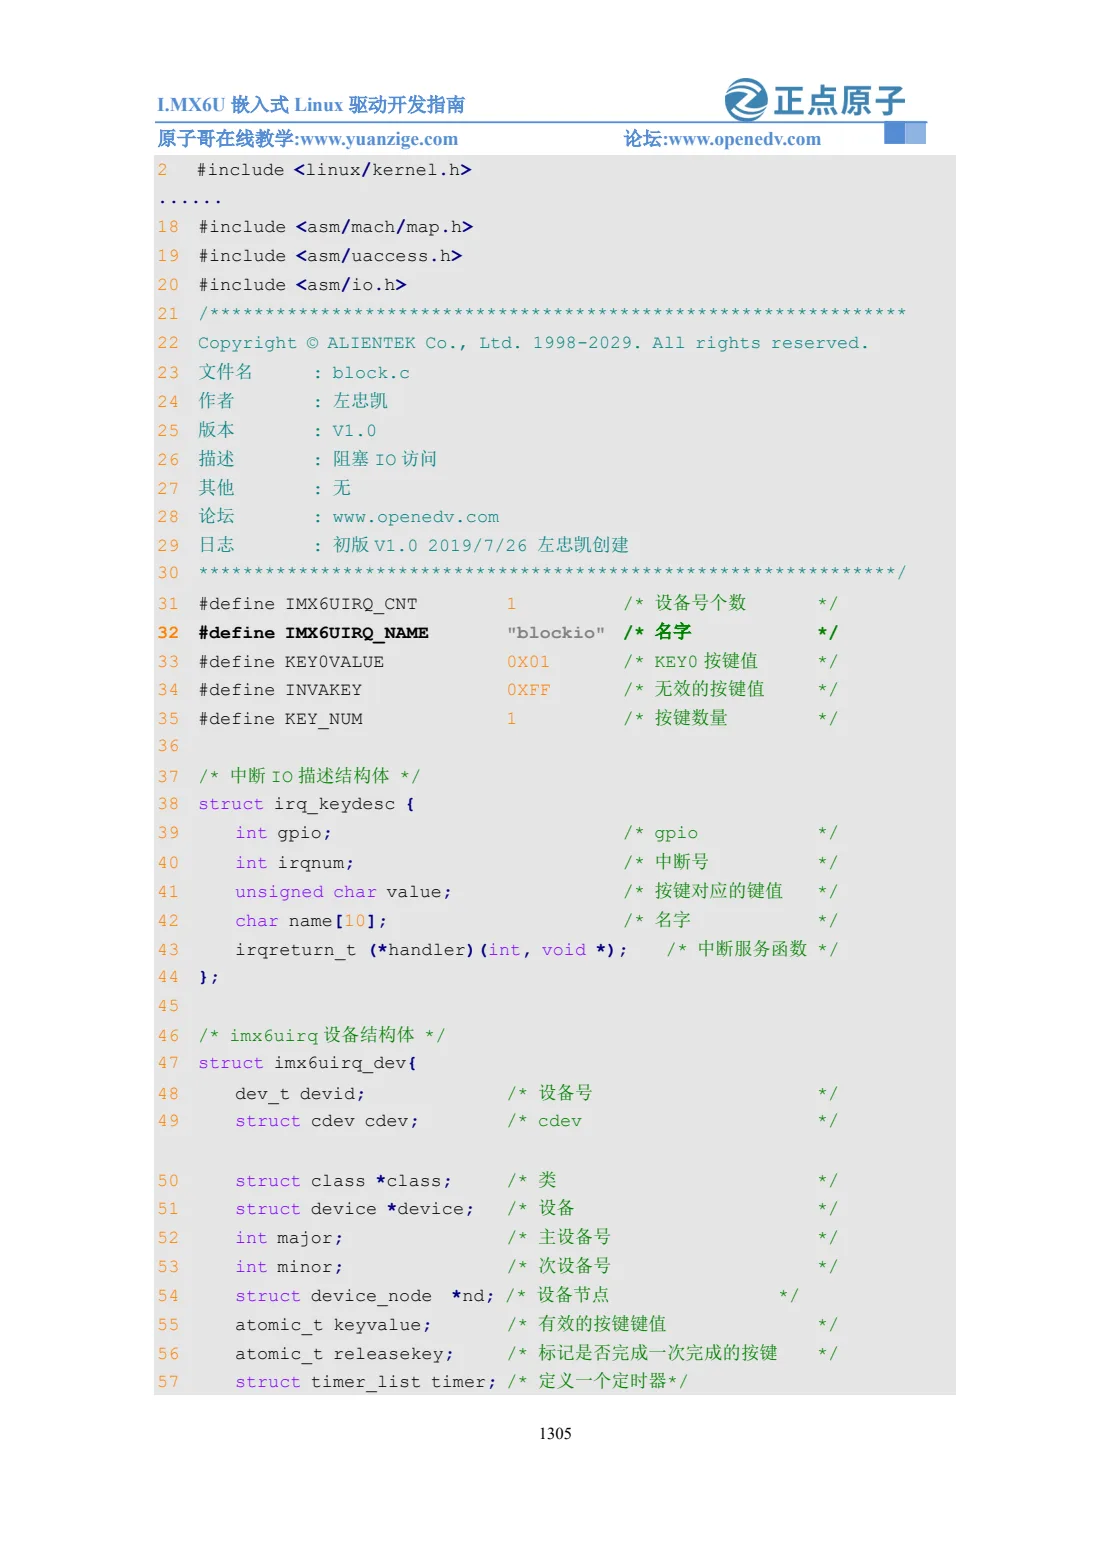 I.MX6U 嵌入式 Linux 驱动开发指南
正点原子
原子哥在线教学:www.yuanzige.com 论坛:www.openedv.com
2 #include <linux/kernel.h>
......
18 #include <asm/mach/map.h>
19 #include <asm/uaccess.h>
20 #include <asm/io.h>
21 /***************************************************************
22 Copyright © ALIENTEK Co., Ltd. 1998-2029. All rights reserved.
23 文件名 : block.c
24 作者 : 左忠凯
25 版本 : V1.0
26 描述 : 阻塞 IO 访问
27 其他 : 无
28 论坛 : www.openedv.com
29 日志 : 初版 V1.0 2019/7/26 左忠凯创建
30 ***************************************************************/
31 #define IMX6UIRQ_CNT 1 /* 设备号个数 */
32 #define IMX6UIRQ_NAME "blockio" /* 名字 */
33 #define KEY0VALUE 0X01 /* KEY0 按键值 */
34 #define INVAKEY 0XFF /* 无效的按键值 */
35 #define KEY_NUM 1 /* 按键数量 */
36
37 /* 中断 IO 描述结构体 */
38 struct irq_keydesc {
39 int gpio; /* gpio */
40 int irqnum; /* 中断号 */
41 unsigned char value; /* 按键对应的键值 */
42 char name[10]; /* 名字 */
43 irqreturn_t (*handler)(int, void *); /* 中断服务函数 */
44 };
45
46 /* imx6uirq 设备结构体 */
47 struct imx6uirq_dev{
48 dev_t devid; /* 设备号 */
49 struct cdev cdev; /* cdev */
50 struct class *class; /* 类 */
51 struct device *device; /* 设备 */
52 int major; /* 主设备号 */
53 int minor; /* 次设备号 */
54 struct device_node *nd; /* 设备节点 */
55 atomic_t keyvalue; /* 有效的按键键值 */
56 atomic_t releasekey; /* 标记是否完成一次完成的按键 */
57 struct timer_list timer; /* 定义一个定时器*/
1305